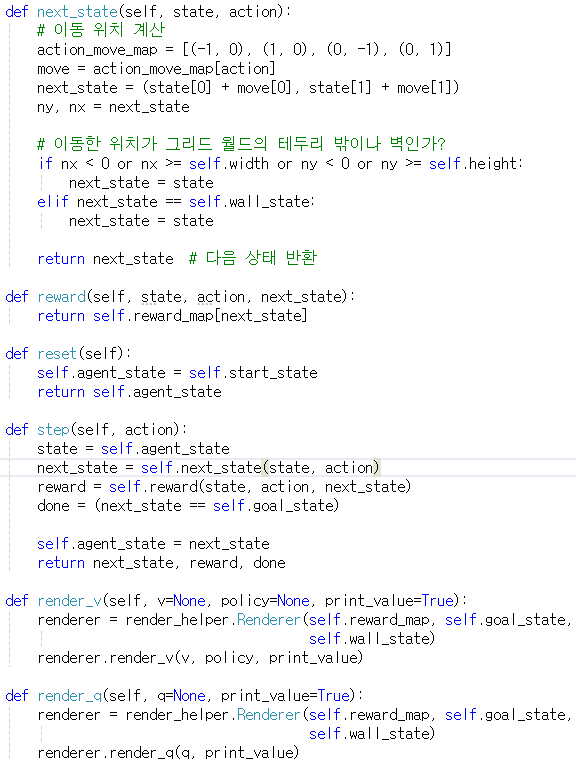 def next_state(self, state, action):
    # 이동 위치 계산
    action_move_map = [(-1, 0), (1, 0), (0, -1), (0, 1)]
    move = action_move_map[action]
    next_state = (state[0] + move[0], state[1] + move[1])
    ny, nx = next_state

    # 이동한 위치가 그리드 월드의 테두리 밖이나 벽인가?
    if nx < 0 or nx >= self.width or ny < 0 or ny >= self.height:
        next_state = state
    elif next_state == self.wall_state:
        next_state = state

    return next_state  # 다음 상태 반환

def reward(self, state, action, next_state):
    return self.reward_map[next_state]

def reset(self):
    self.agent_state = self.start_state
    return self.agent_state

def step(self, action):
    state = self.agent_state
    next_state = self.next_state(state, action)
    reward = self.reward(state, action, next_state)
    done = (next_state == self.goal_state)

    self.agent_state = next_state
    return next_state, reward, done

def render_v(self, v=None, policy=None, print_value=True):
    renderer = render_helper.Renderer(self.reward_map, self.goal_state,
                                      self.wall_state)
    renderer.render_v(v, policy, print_value)

def render_q(self, q=None, print_value=True):
    renderer = render_helper.Renderer(self.reward_map, self.goal_state,
                                      self.wall_state)
    renderer.render_q(q, print_value)